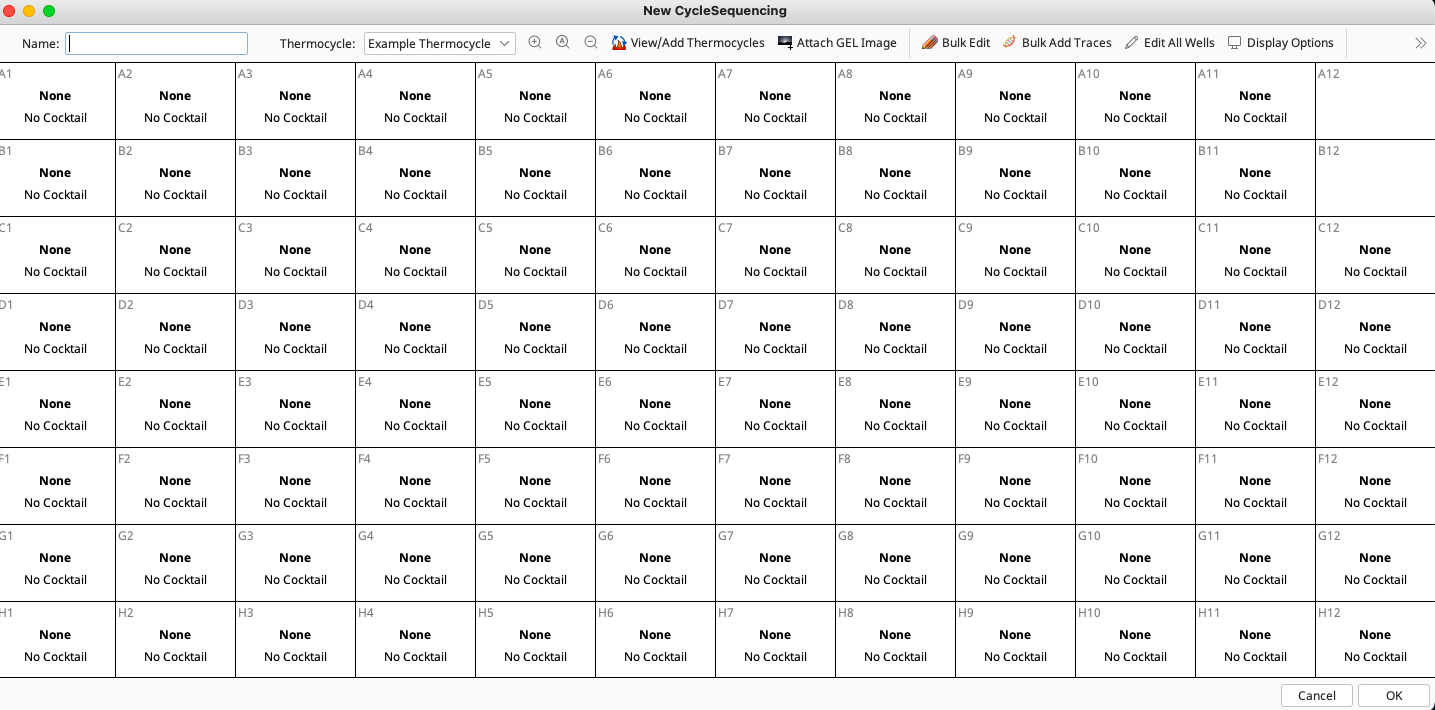 New CycleSequencing
Name: Thermocycle: Example Thermocycle View/Add Thermocycles Attach GEL Image Bulk Edit Bulk Add Traces Edit All Wells Display Options
A1 A2 A3 A4 A5 A6 A7 A8 A9 A10 A11 A12
None None None None None None None None None None None
No Cocktail No Cocktail No Cocktail No Cocktail No Cocktail No Cocktail No Cocktail No Cocktail No Cocktail No Cocktail No Cocktail
B1 B2 B3 B4 B5 B6 B7 B8 B9 B10 B11 B12
None None None None None None None None None None None
No Cocktail No Cocktail No Cocktail No Cocktail No Cocktail No Cocktail No Cocktail No Cocktail No Cocktail No Cocktail No Cocktail
C1 C2 C3 C4 C5 C6 C7 C8 C9 C10 C11 C12
None None None None None None None None None None None None
No Cocktail No Cocktail No Cocktail No Cocktail No Cocktail No Cocktail No Cocktail No Cocktail No Cocktail No Cocktail No Cocktail No Cocktail
D1 D2 D3 D4 D5 D6 D7 D8 D9 D10 D11 D12
None None None None None None None None None None None None
No Cocktail No Cocktail No Cocktail No Cocktail No Cocktail No Cocktail No Cocktail No Cocktail No Cocktail No Cocktail No Cocktail No Cocktail
E1 E2 E3 E4 E5 E6 E7 E8 E9 E10 E11 E12
None None None None None None None None None None None None
No Cocktail No Cocktail No Cocktail No Cocktail No Cocktail No Cocktail No Cocktail No Cocktail No Cocktail No Cocktail No Cocktail No Cocktail
F1 F2 F3 F4 F5 F6 F7 F8 F9 F10 F11 F12
None None None None None None None None None None None None
No Cocktail No Cocktail No Cocktail No Cocktail No Cocktail No Cocktail No Cocktail No Cocktail No Cocktail No Cocktail No Cocktail No Cocktail
G1 G2 G3 G4 G5 G6 G7 G8 G9 G10 G11 G12
None None None None None None None None None None None None
No Cocktail No Cocktail No Cocktail No Cocktail No Cocktail No Cocktail No Cocktail No Cocktail No Cocktail No Cocktail No Cocktail No Cocktail
H1 H2 H3 H4 H5 H6 H7 H8 H9 H10 H11 H12
None None None None None None None None None None None None
No Cocktail No Cocktail No Cocktail No Cocktail No Cocktail No Cocktail No Cocktail No Cocktail No Cocktail No Cocktail No Cocktail No Cocktail
Cancel OK